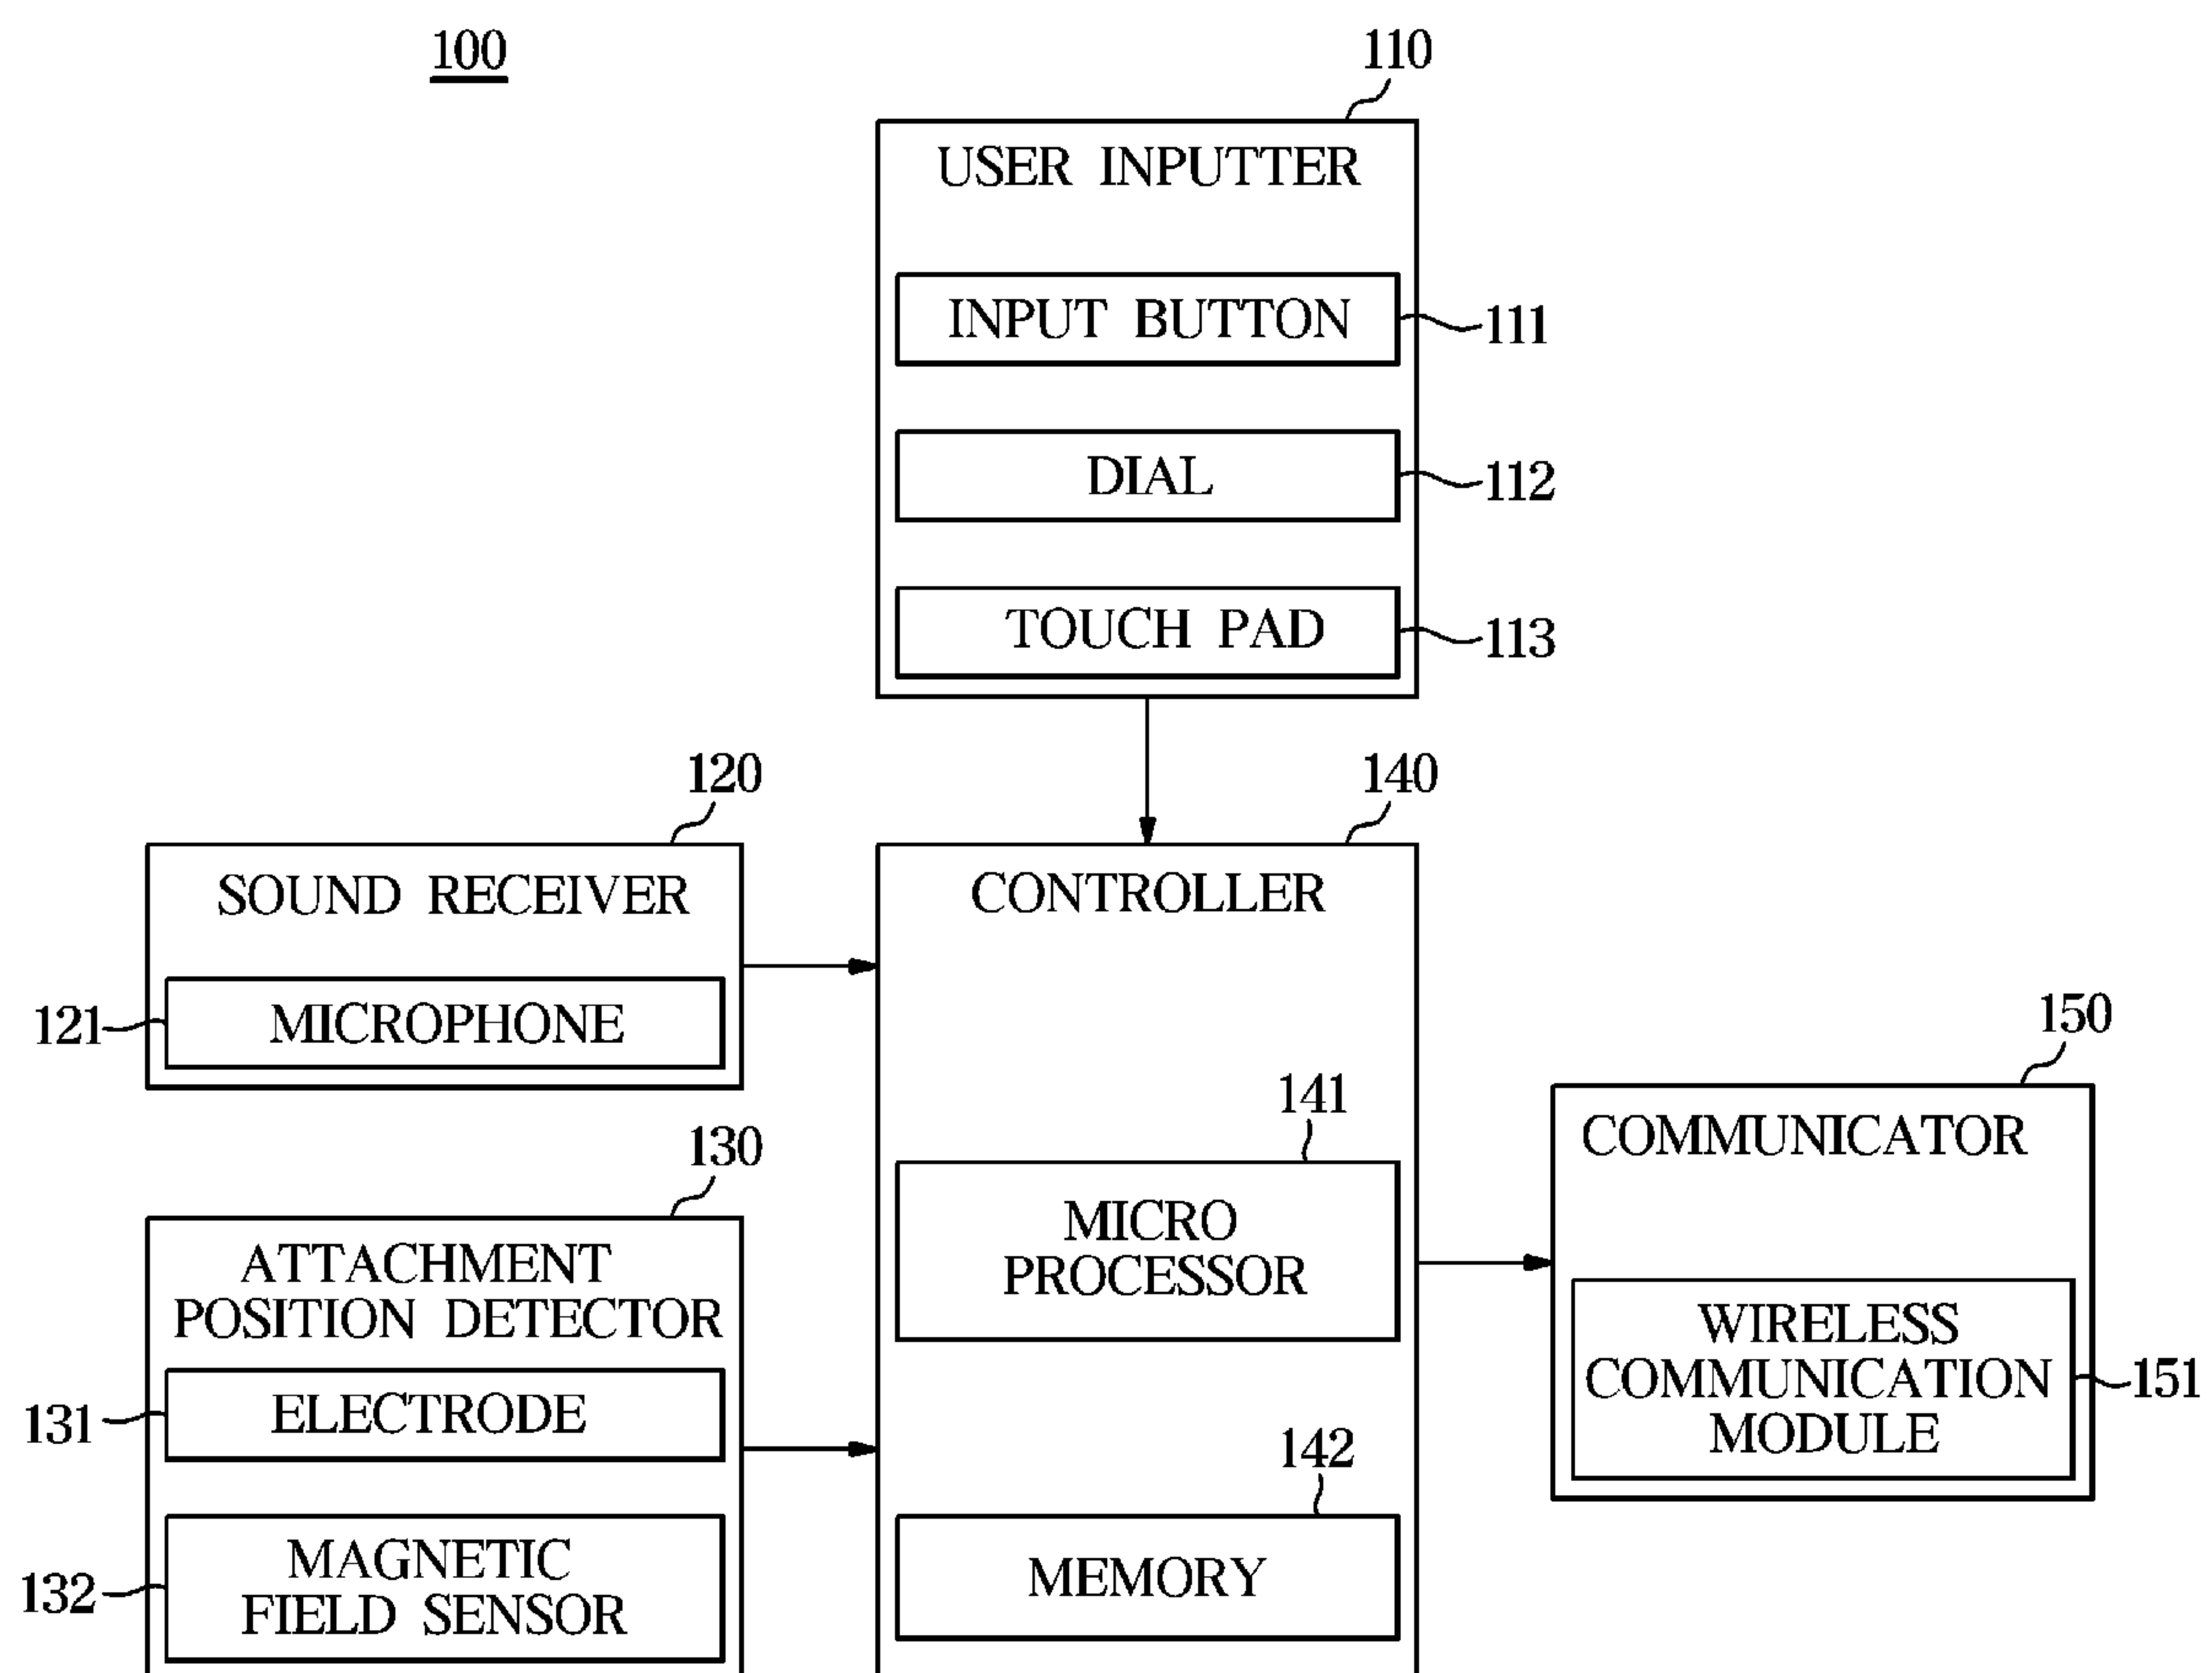 100
110
USER INPUTTER
INPUT BUTTON
111
DIAL
112
TOUCH PAD
113
120
SOUND RECEIVER
MICROPHONE
121
130
ATTACHMENT
POSITION DETECTOR
ELECTRODE
131
MAGNETIC
FIELD SENSOR
132
140
CONTROLLER
141
MICRO
PROCESSOR
142
MEMORY
150
COMMUNICATOR
WIRELESS
COMMUNICATION
MODULE
151